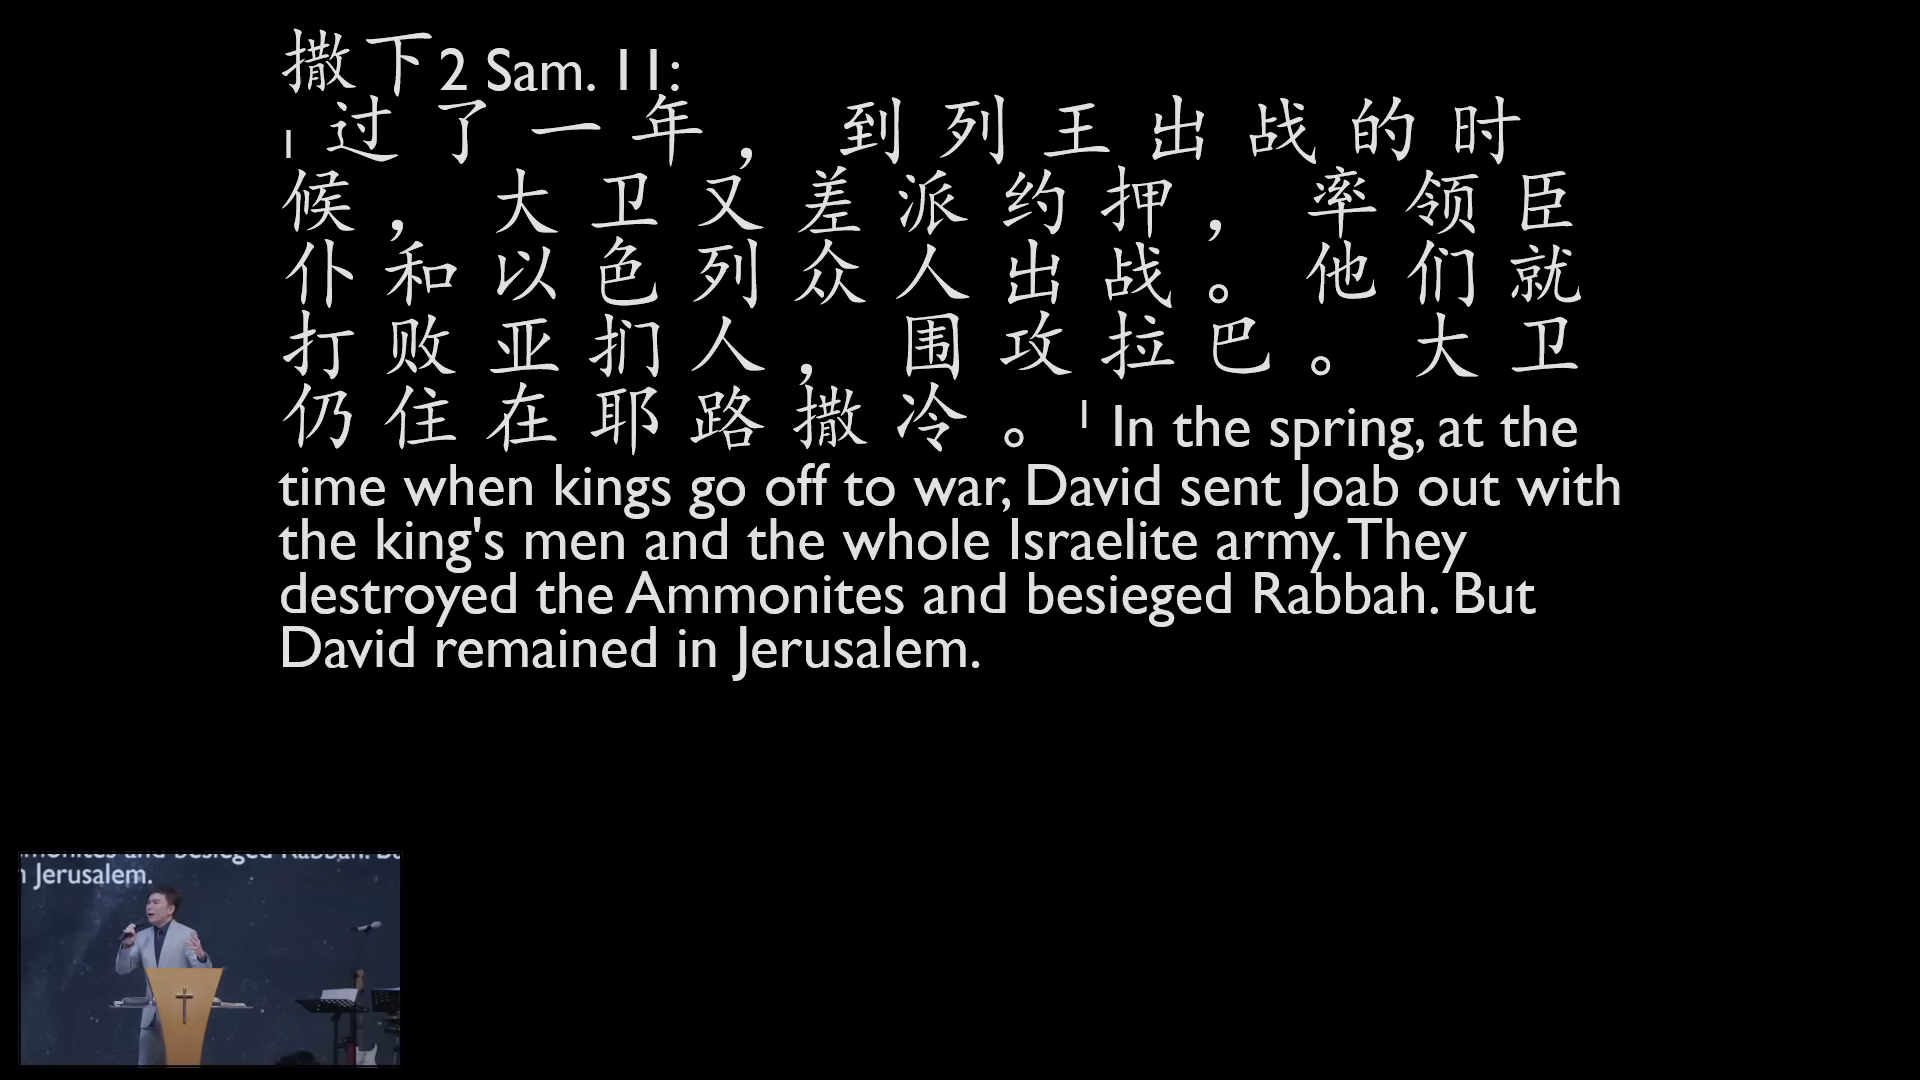 撒下2 Sam. 11:
1 过了一年，到列王出战的时
候，大卫又差派约押，率领臣
仆和以色列众人出战。他们就
打败亚扪人，围攻拉巴。大卫
仍住在耶路撒冷。1 In the spring, at the
time when kings go off to war, David sent Joab out with
the king's men and the whole Israelite army. They
destroyed the Ammonites and besieged Rabbah. But
David remained in Jerusalem.
mmonites and besieged Rabbah. Bu
n Jerusalem.